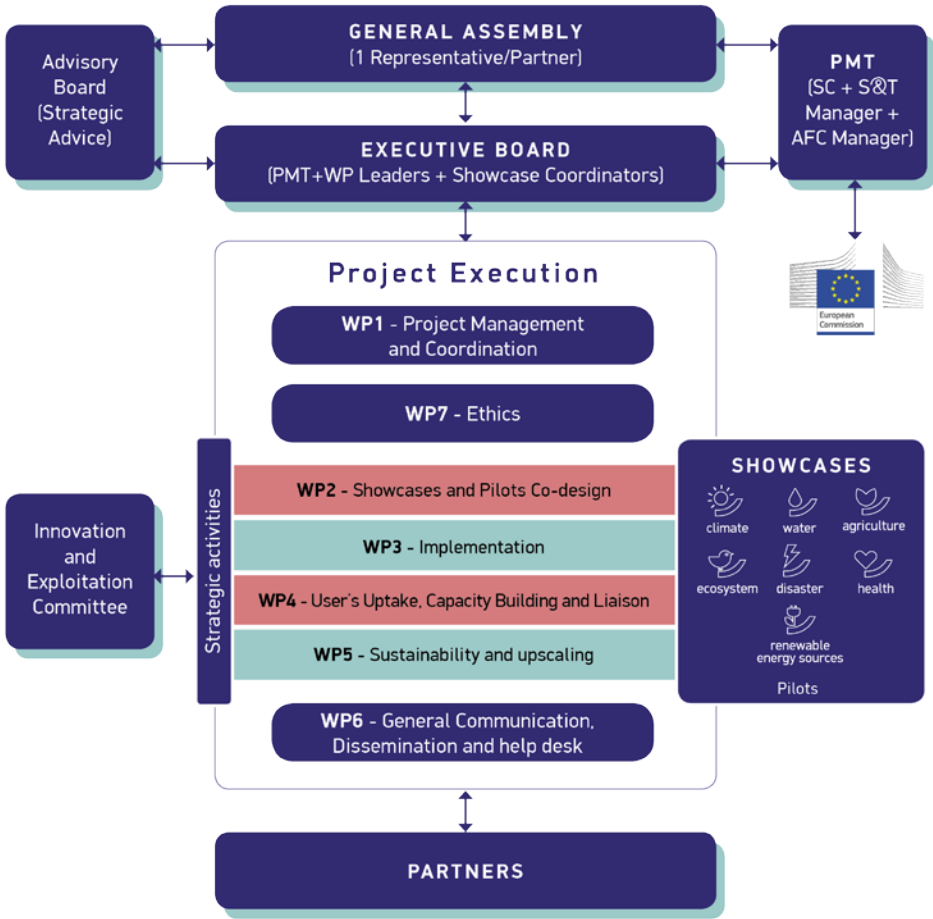 GENERAL ASSEMBLY
(1 Representative/Partner)
Advisory
Board
(Strategic
Advice)
PMT
(SC + S&T
Manager +
AFC Manager)
EXECUTIVE BOARD
(PMT+WP Leaders + Showcase Coordinators)
European
Commission
Project Execution
WP1 - Project Management
and Coordination
WP7 - Ethics
Strategic activities
WP2 - Showcases and Pilots Co-design
WP3 - Implementation
WP4 - User's Uptake, Capacity Building and Liaison
WP5 - Sustainability and upscaling
WP6 - General Communication,
Dissemination and help desk
Innovation
and
Exploitation
Committee
SHOWCASES
climate
water
agriculture
ecosystem
disaster
health
renewable
energy sources
Pilots
PARTNERS